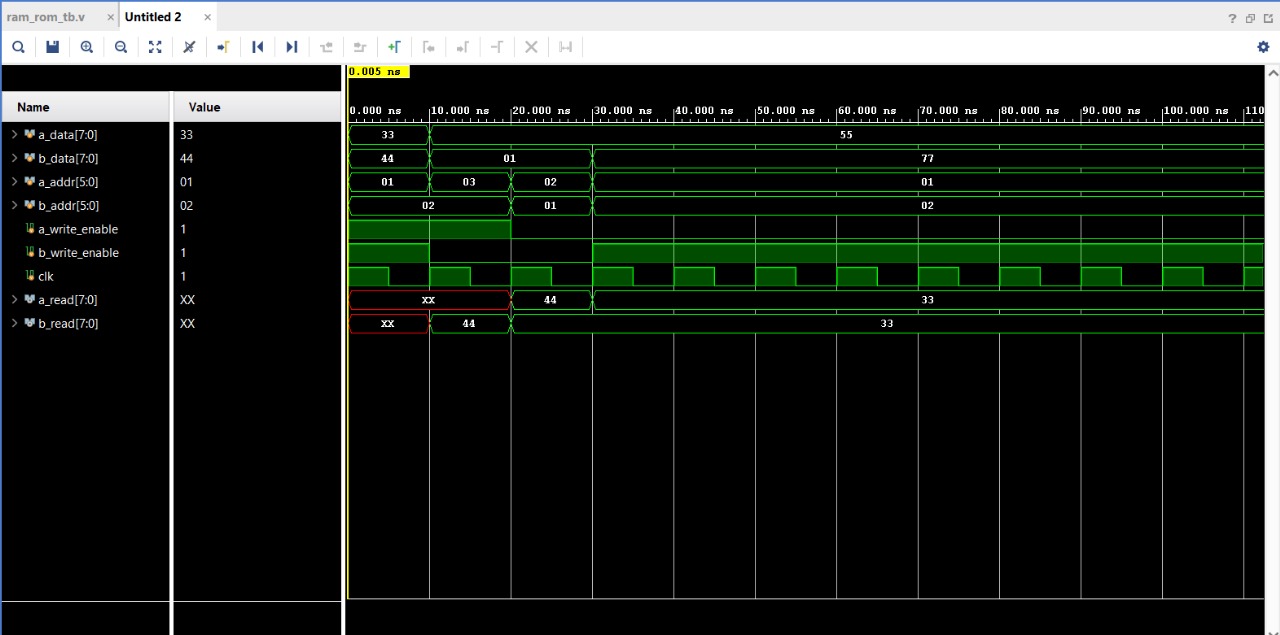 ram_rom_tb.v × Untitled 2 ×
0.005 ns
Name Value
0.000 ns 10.000 ns 20.000 ns 30.000 ns 40.000 ns 50.000 ns 60.000 ns 70.000 ns 80.000 ns 90.000 ns 100.000 ns 110
a_data[7:0] 33 33 55
b_data[7:0] 44 44 01 77
a_addr[5:0] 01 01 03 02 01
b_addr[5:0] 02 02 01 02
a_write_enable 1
b_write_enable 1
clk 1
a_read[7:0] XX XX 44 33
b_read[7:0] XX XX 44 33